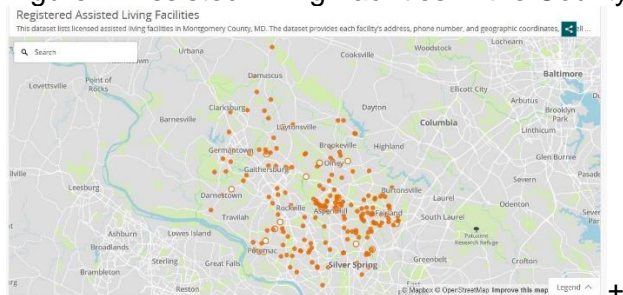 Registered Assisted Living Facilities
This dataset lists licensed assisted living facilities in Montgomery County, MD. The dataset provides each facility's address, phone number, and geographic coordinates, ell ...
Search
Urbana
Cooksville
Woodstock
Lochearn
Baltimore
Lovettsville
Point of
Rocks
Damascus
Ellicott City
Arbutus
Brooklyn
Park
Barnesville
Clarksburg
Laytonsville
Dayton
Columbia
Linthicum
Germantown
Brookeville
Highland
Glen Burnie
Gaithersburg
Olney
Leesburg
Darnestown
Burtonsville
Laurel
Severn
Odenton
Travilah
Rockville
Aspen Hill
Fairland
South Laurel
Ashburn
Lowes Island
Patuxent
Research Refuge
Broadlands
Potomac
Sterling
Great Falls
Silver Spring
Greenbelt
Crofton
Brambleton
Reston
© Mapbox © OpenStreetMap Improve this map
Legend
+